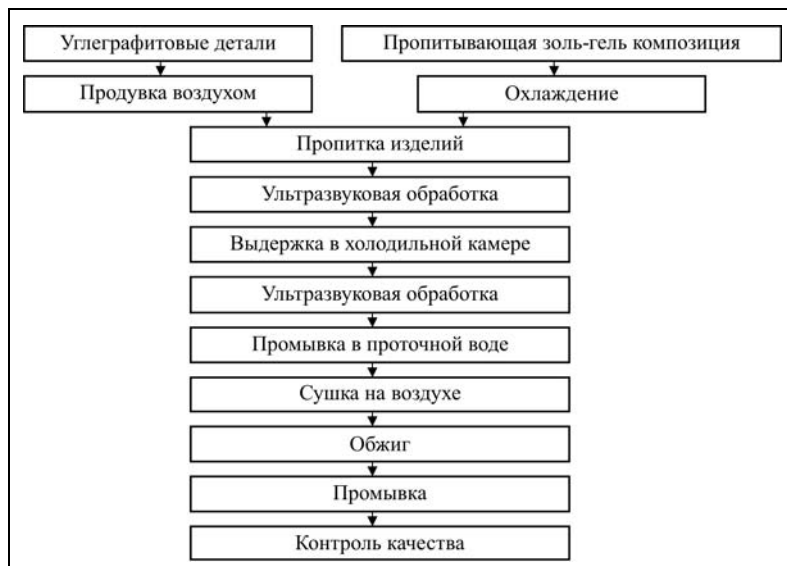 Углеграфитовые детали
Пропитывающая золь-гель композиция
Продувка воздухом
Охлаждение
Пропитка изделий
Ультразвуковая обработка
Выдержка в холодильной камере
Ультразвуковая обработка
Промывка в проточной воде
Сушка на воздухе
Обжиг
Промывка
Контроль качества